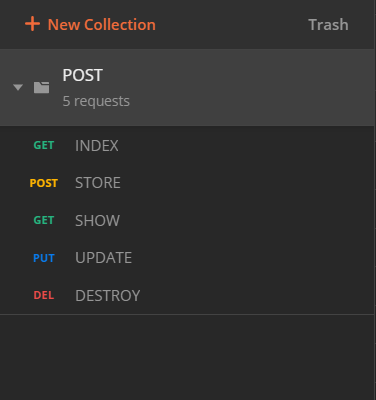 New Collection Trash
POST
5 requests
GET INDEX
POST STORE
GET SHOW
PUT UPDATE
DEL DESTROY